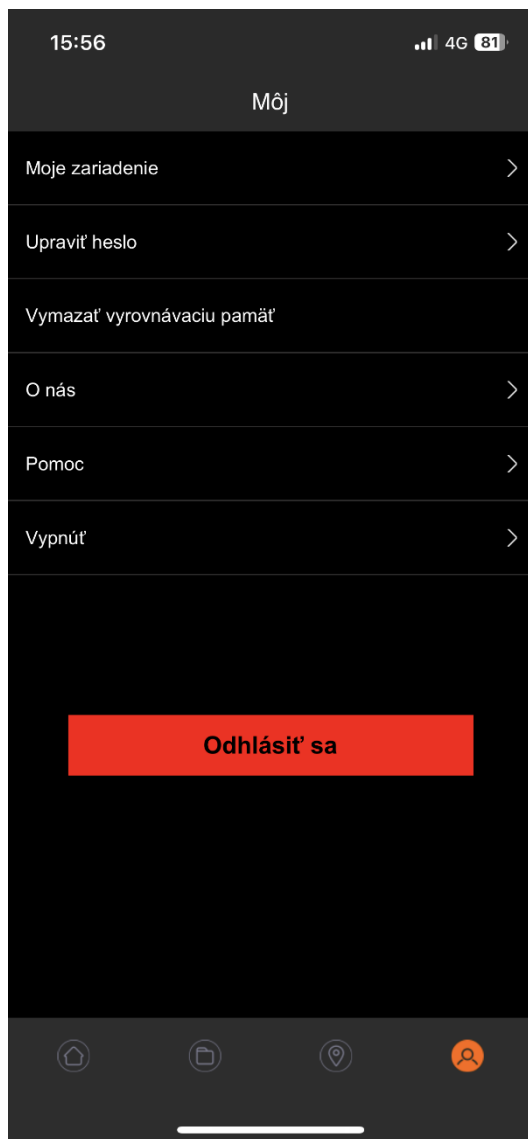 15:56
4G 81
Môj
Moje zariadenie
Upraviť heslo
Vymazať vyrovnávaciu pamäť
O nás
Pomoc
Vypnúť
Odhlásiť sa